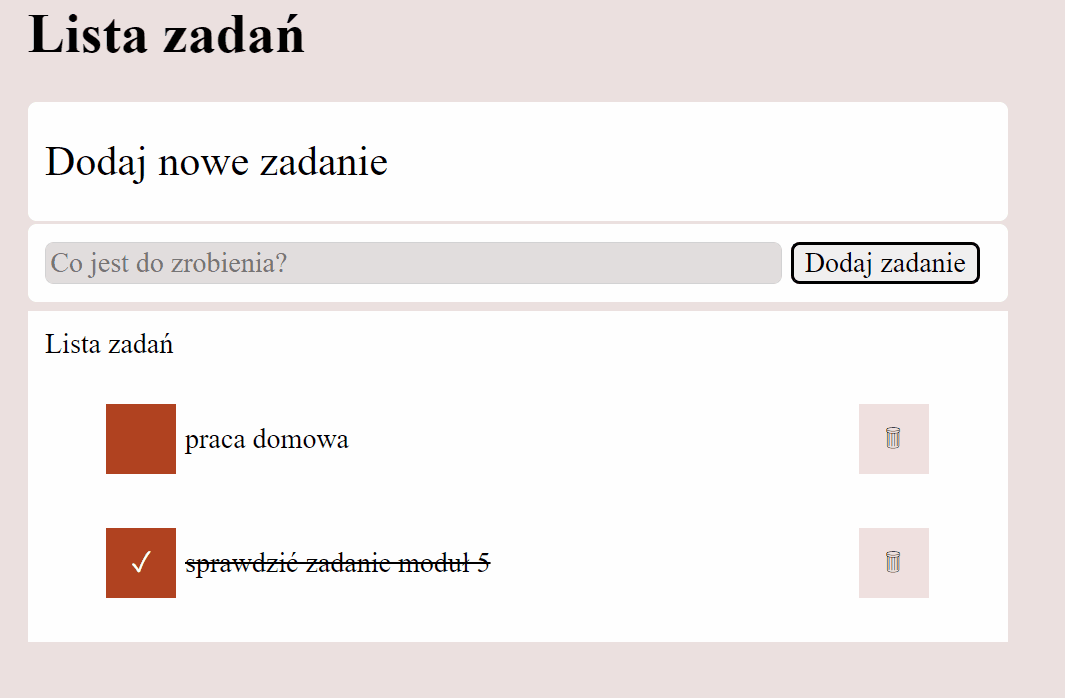 Lista zadań
Dodaj nowe zadanie
Co jest do zrobienia? Dodaj zadanie
Lista zadań
praca domowa
✓ sprawdzić zadanie moduł 5